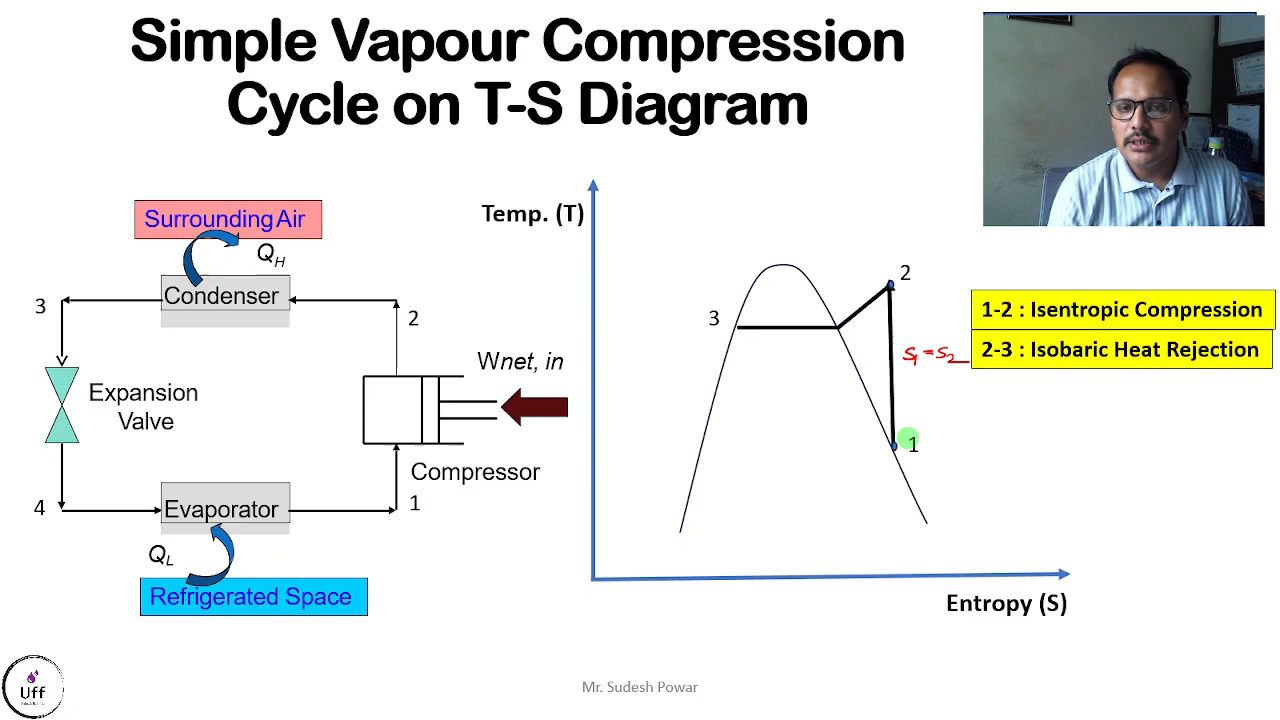 Simple Vapour Compression
Cycle on T-S Diagram
Surrounding Air
QH
Condenser
3
2
Wnet, in
Expansion
Valve
Compressor
4
Evaporator
1
QL
Refrigerated Space
Temp. (T)
2
3
S1 = S2
1
Entropy (S)
1-2 : Isentropic Compression
2-3 : Isobaric Heat Rejection
Uff
Mr. Sudesh Powar